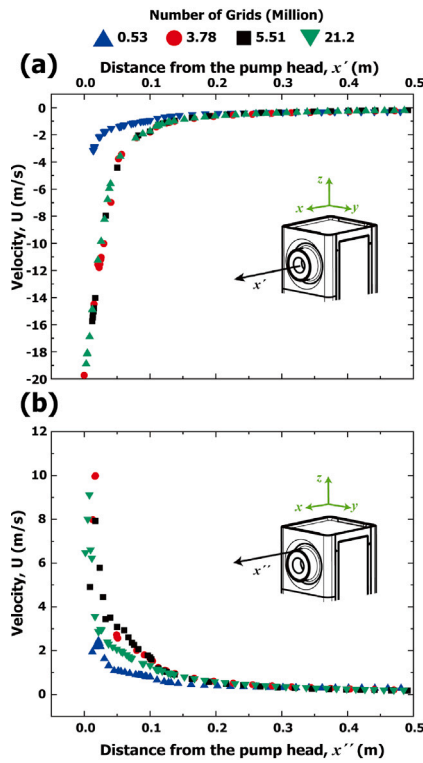 Number of Grids (Million)
0.53 3.78 5.51 21.2
(a)
Distance from the pump head, x′ (m)
0.0 0.1 0.2 0.3 0.4 0.5
0
-2
-4
-6
-8
-10
-12
-14
-16
-18
-20
Velocity, U (m/s)
z
x y
x′
(b)
12
10
8
6
4
2
0
Velocity, U (m/s)
z
x y
x′′
0.0 0.1 0.2 0.3 0.4 0.5
Distance from the pump head, x′′ (m)